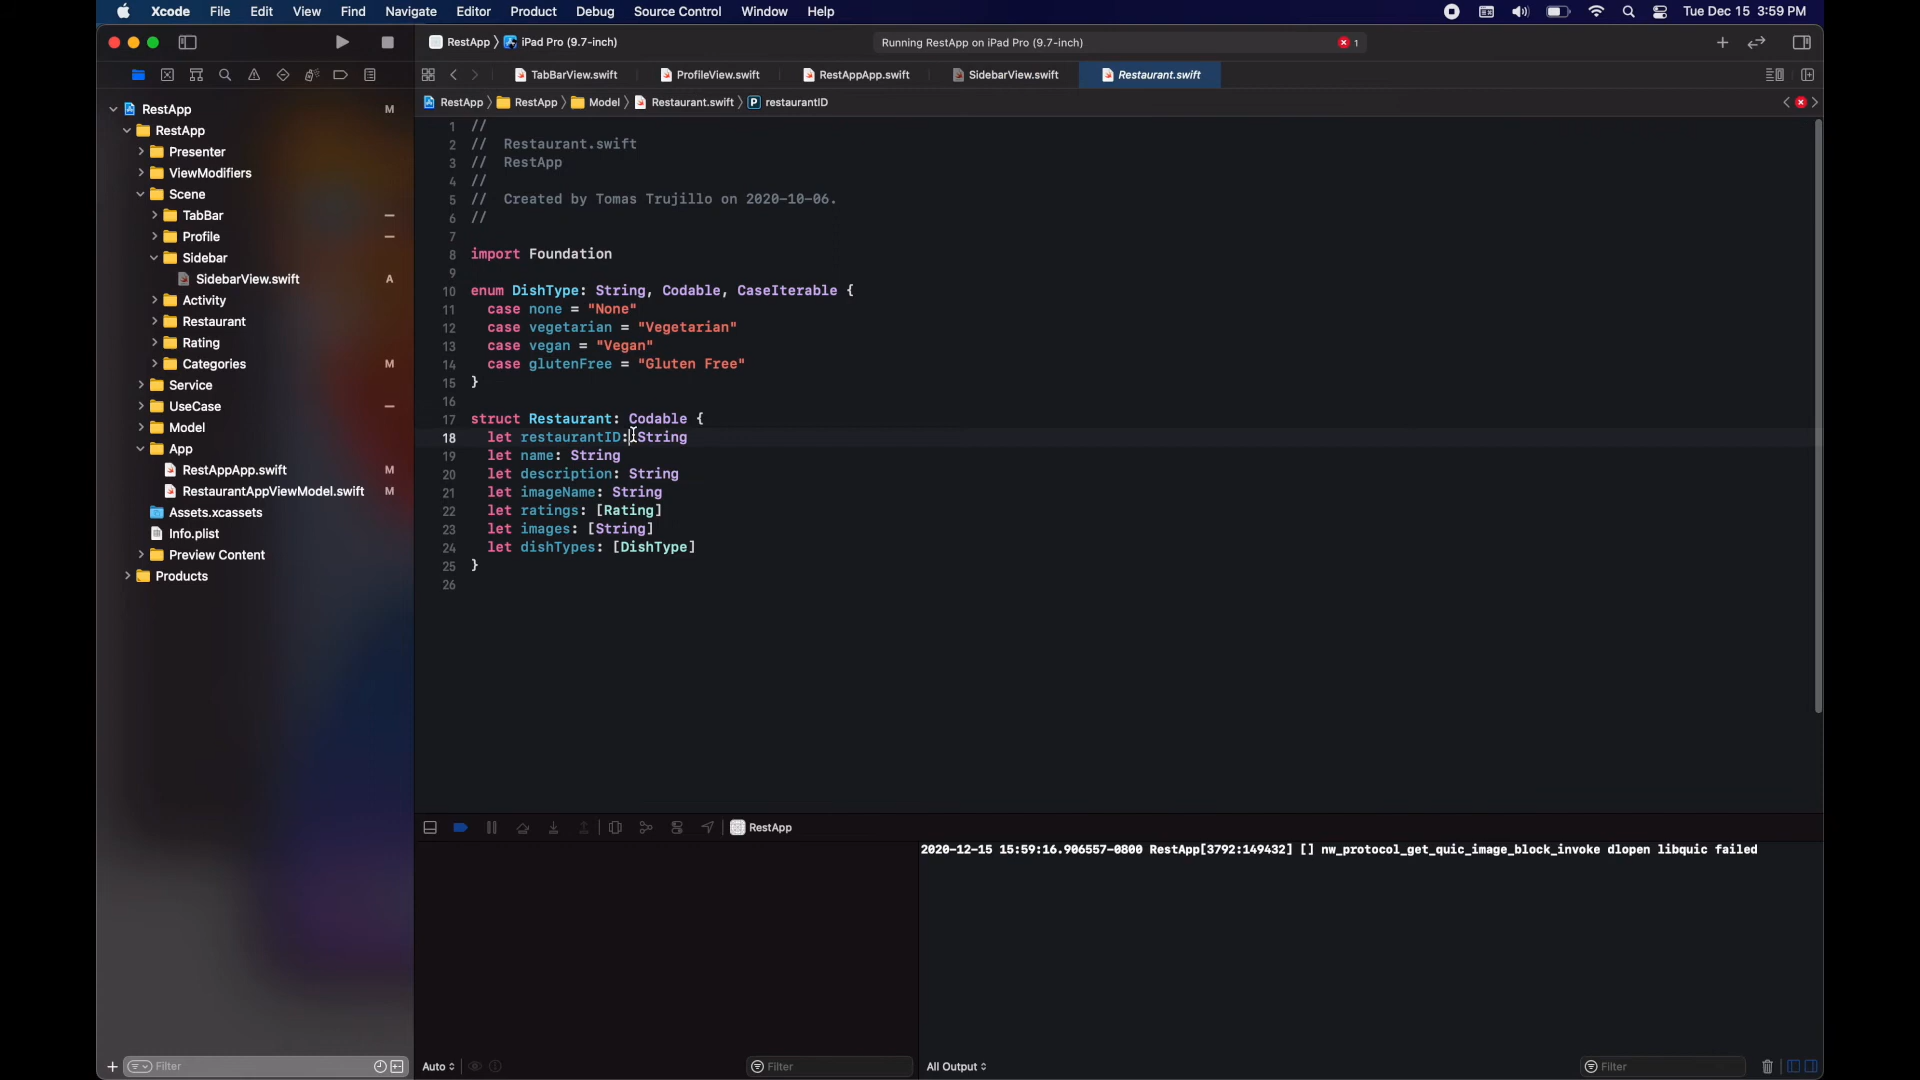 Xcode File Edit View Find Navigate Editor Product Debug Source Control Window Help Tue Dec 15 3:59 PM
RestApp 〉 iPad Pro (9.7-inch) Running RestApp on iPad Pro (9.7-inch) 1
TabBarView.swift ProfileView.swift RestAppApp.swift SidebarView.swift Restaurant.swift
RestApp 〉 RestApp 〉 Model 〉 Restaurant.swift 〉 P restaurantID
RestApp M
RestApp
Presenter
ViewModifiers
Scene
TabBar
Profile
Sidebar
SidebarView.swift A
Activity
Restaurant
Rating
Categories M
Service
UseCase
Model
App
RestAppApp.swift M
RestaurantAppViewModel.swift M
Assets.xcassets
Info.plist
Preview Content
Products
Filter
1 //
2 // Restaurant.swift
3 // RestApp
4 //
5 // Created by Tomas Trujillo on 2020-10-06.
6 //
7
8 import Foundation
9
10 enum DishType: String, Codable, CaseIterable {
11 case none = "None"
12 case vegetarian = "Vegetarian"
13 case vegan = "Vegan"
14 case glutenFree = "Gluten Free"
15 }
16
17 struct Restaurant: Codable {
18 let restaurantID: String
19 let name: String
20 let description: String
21 let imageName: String
22 let ratings: [Rating]
23 let images: [String]
24 let dishTypes: [DishType]
25 }
26
RestApp
2020-12-15 15:59:16.906557-0800 RestApp[3792:149432] [] nw_protocol_get_quic_image_block_invoke dlopen libquic failed
Auto Filter All Output Filter